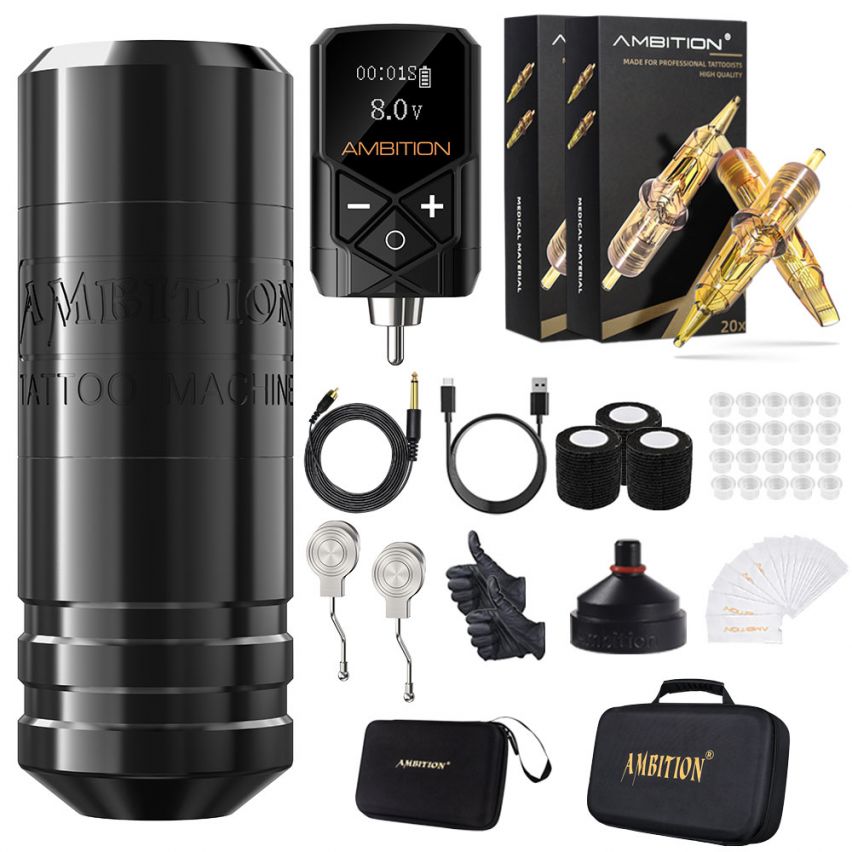 AMBITION
TATTOO MACHINE
00:01S
8.0v
AMBITION
AMBITION®
MADE FOR PROFESSIONAL TATTOOISTS
HIGH QUALITY
MEDICAL MATERIAL
MEDICAL MATERIAL
20x
Ambition
AMBITION
AMBITION®
AMBITION®